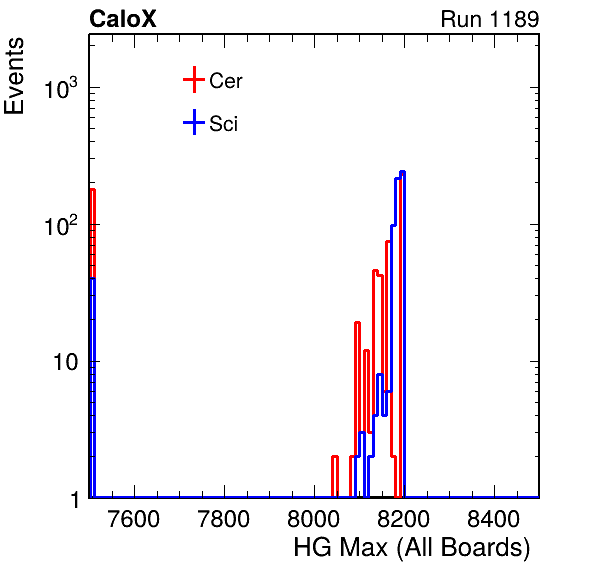 CaloX Run 1189
Events
10³
10²
10
1
Cer
Sci
7600 7800 8000 8200 8400
HG Max (All Boards)